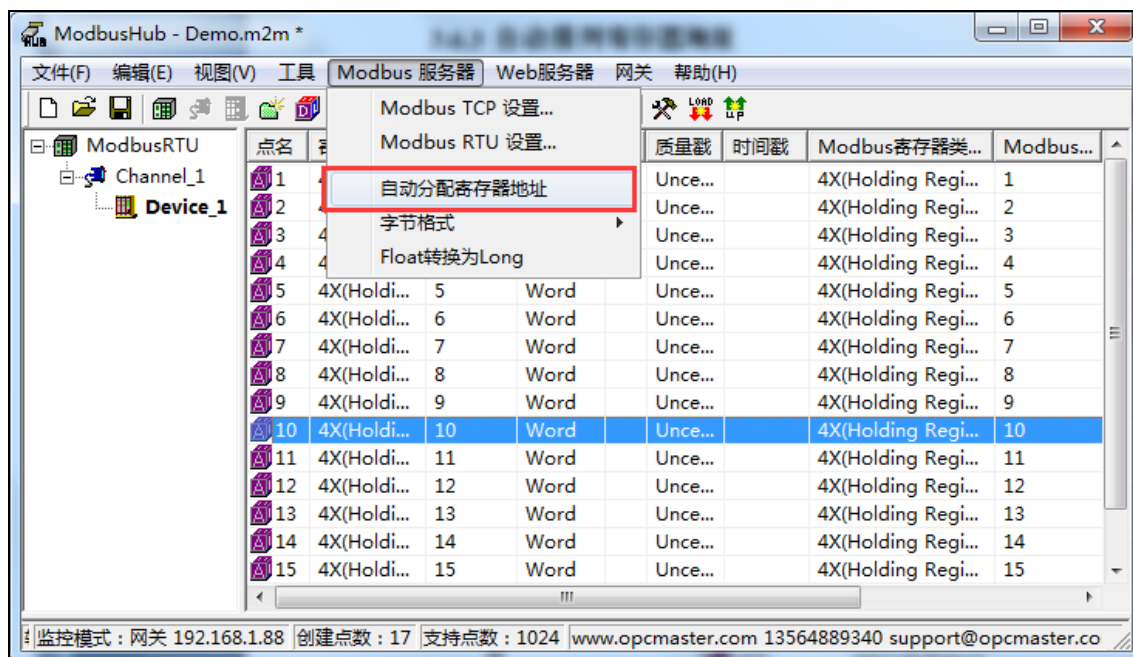 ModbusHub - Demo.m2m *
文件(F) 编辑(E) 视图(V) 工具 Modbus 服务器 Web服务器 网关 帮助(H)
Modbus TCP 设置...
Modbus RTU 设置...
自动分配寄存器地址
字节格式
Float转换为Long
ModbusRTU
Channel_1
Device_1
点名 质量戳 时间戳 Modbus寄存器类... Modbus...
1 Unce... 4X(Holding Regi... 1
2 Unce... 4X(Holding Regi... 2
3 Unce... 4X(Holding Regi... 3
4 Unce... 4X(Holding Regi... 4
5 4X(Holdi... 5 Word Unce... 4X(Holding Regi... 5
6 4X(Holdi... 6 Word Unce... 4X(Holding Regi... 6
7 4X(Holdi... 7 Word Unce... 4X(Holding Regi... 7
8 4X(Holdi... 8 Word Unce... 4X(Holding Regi... 8
9 4X(Holdi... 9 Word Unce... 4X(Holding Regi... 9
10 4X(Holdi... 10 Word Unce... 4X(Holding Regi... 10
11 4X(Holdi... 11 Word Unce... 4X(Holding Regi... 11
12 4X(Holdi... 12 Word Unce... 4X(Holding Regi... 12
13 4X(Holdi... 13 Word Unce... 4X(Holding Regi... 13
14 4X(Holdi... 14 Word Unce... 4X(Holding Regi... 14
15 4X(Holdi... 15 Word Unce... 4X(Holding Regi... 15
监控模式：网关 192.168.1.88 创建点数：17 支持点数：1024 www.opcmaster.com 13564889340 support@opcmaster.co